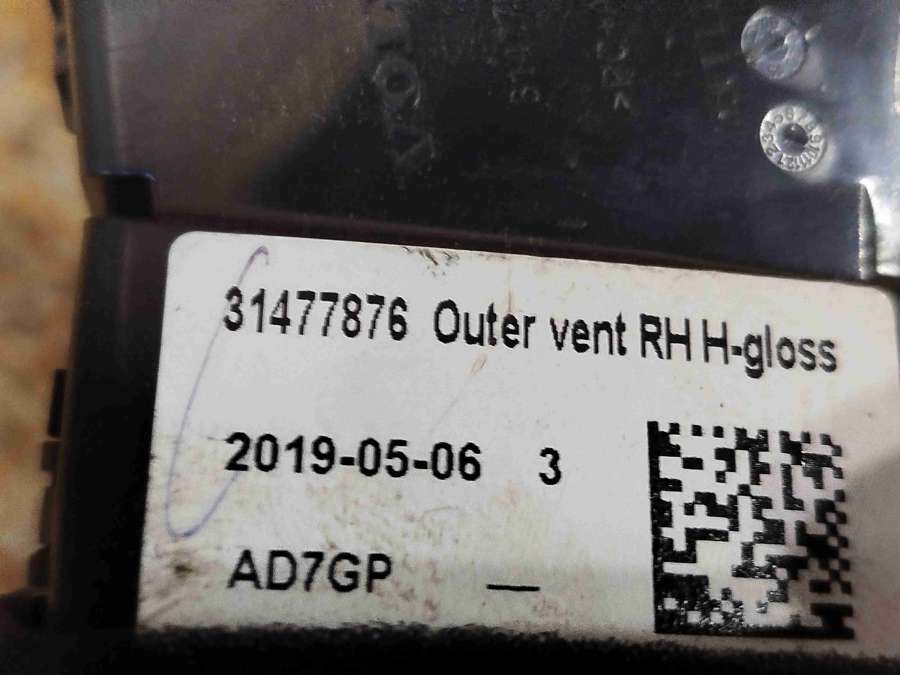 31477876 Outer vent RH H-gloss
2019-05-06 3
AD7GP _